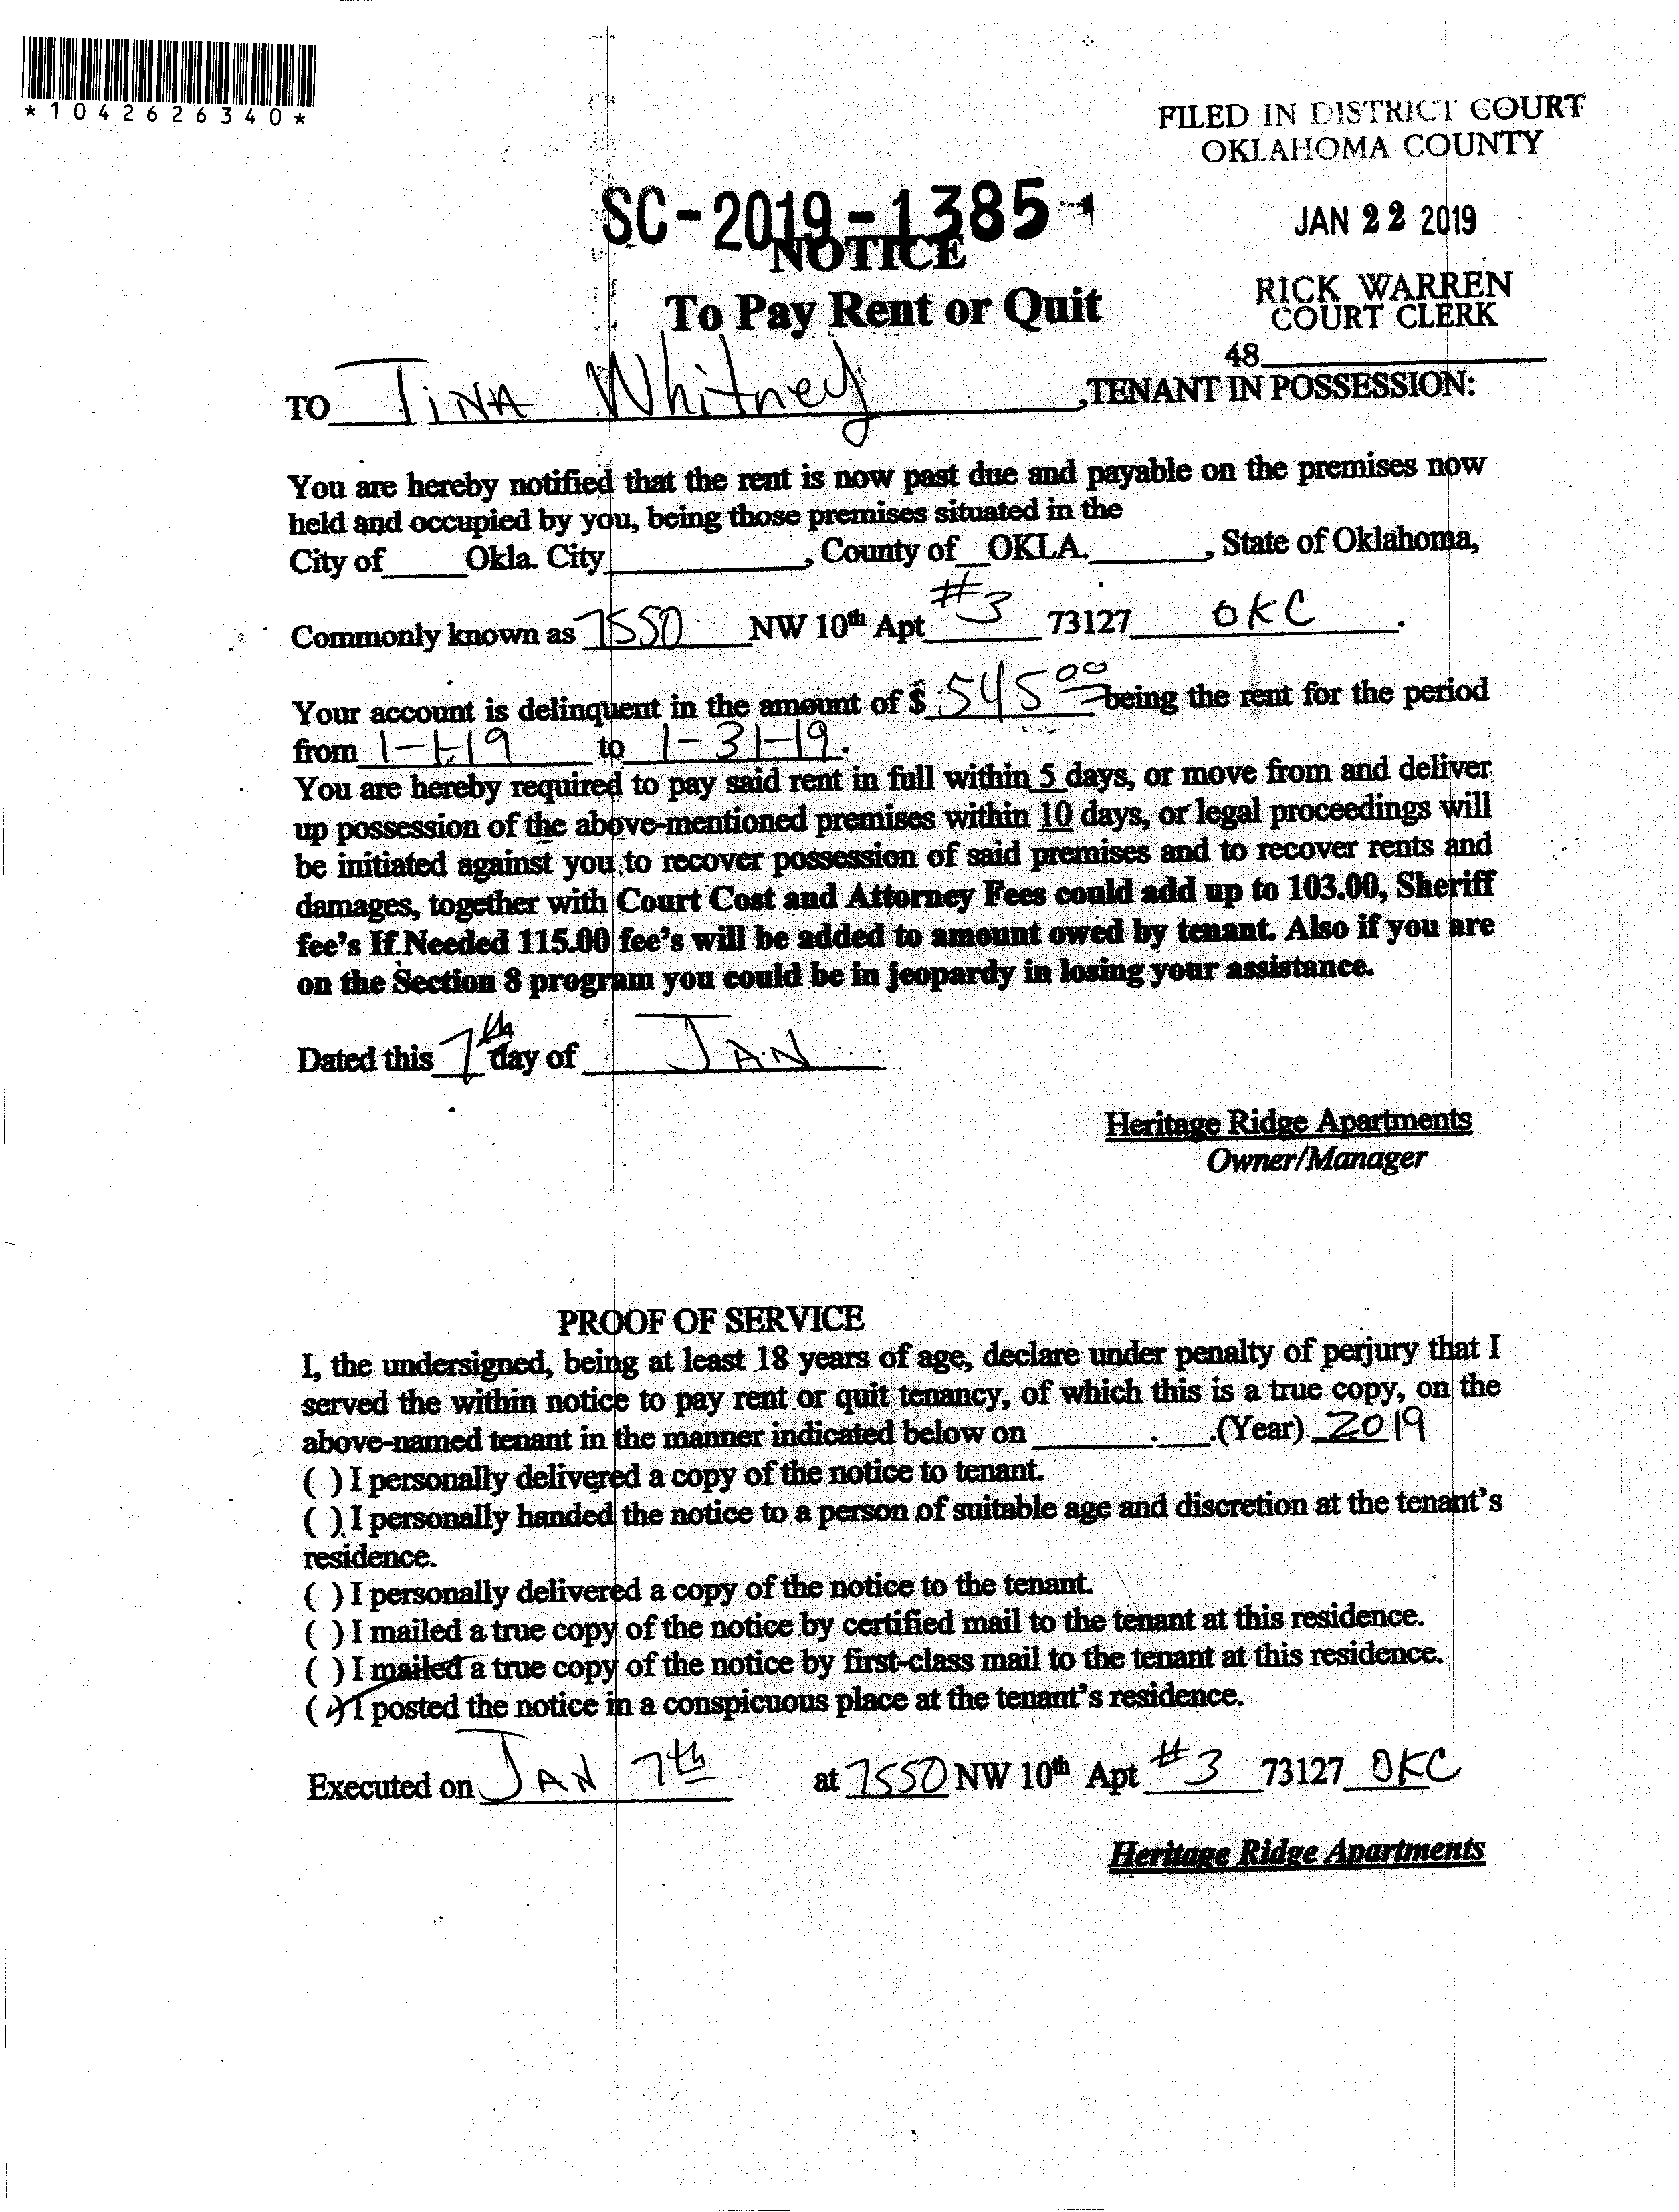 *1042626340*
FILED IN DISTRICT COURT
OKLAHOMA COUNTY
SC-2019-1385
JAN 22 2019
NOTICE
To Pay Rent or Quit
RICK WARREN
COURT CLERK
48
TO Tina Whitney ,TENANT IN POSSESSION:
You are hereby notified that the rent is now past due and payable on the premises now
held and occupied by you, being those premises situated in the
City of Okla. City , County of OKLA. , State of Oklahoma,
Commonly known as 7550 NW 10th Apt #3 73127 OKC .
Your account is delinquent in the amount of $ 545 00 being the rent for the period
from 1-1-19 to 1-31-19.
You are hereby required to pay said rent in full within 5 days, or move from and deliver
up possession of the above-mentioned premises within 10 days, or legal proceedings will
be initiated against you to recover possession of said premises and to recover rents and
damages, together with Court Cost and Attorney Fees could add up to 103.00, Sheriff
fee's If Needed 115.00 fee's will be added to amount owed by tenant. Also if you are
on the Section 8 program you could be in jeopardy in losing your assistance.
Dated this 7th day of JAN
Heritage Ridge Apartments
Owner/Manager
PROOF OF SERVICE
I, the undersigned, being at least 18 years of age, declare under penalty of perjury that I
served the within notice to pay rent or quit tenancy, of which this is a true copy, on the
above-named tenant in the manner indicated below on . .(Year) 2019
( ) I personally delivered a copy of the notice to tenant.
( ) I personally handed the notice to a person of suitable age and discretion at the tenant's
residence.
( ) I personally delivered a copy of the notice to the tenant.
( ) I mailed a true copy of the notice by certified mail to the tenant at this residence.
( ) I mailed a true copy of the notice by first-class mail to the tenant at this residence.
(✓) I posted the notice in a conspicuous place at the tenant's residence.
Executed on JAN 7th at 7550 NW 10th Apt #3 73127 OKC
Heritage Ridge Apartments